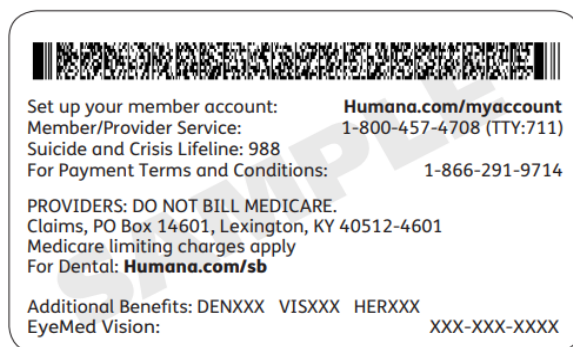 Set up your member account: Humana.com/myaccount
Member/Provider Service: 1-800-457-4708 (TTY:711)
Suicide and Crisis Lifeline: 988
For Payment Terms and Conditions: 1-866-291-9714
PROVIDERS: DO NOT BILL MEDICARE.
Claims, PO Box 14601, Lexington, KY 40512-4601
Medicare limiting charges apply
For Dental: Humana.com/sb
Additional Benefits: DENXXX VISXXX HERXXX
EyeMed Vision: XXX-XXX-XXXX
SAMPLE